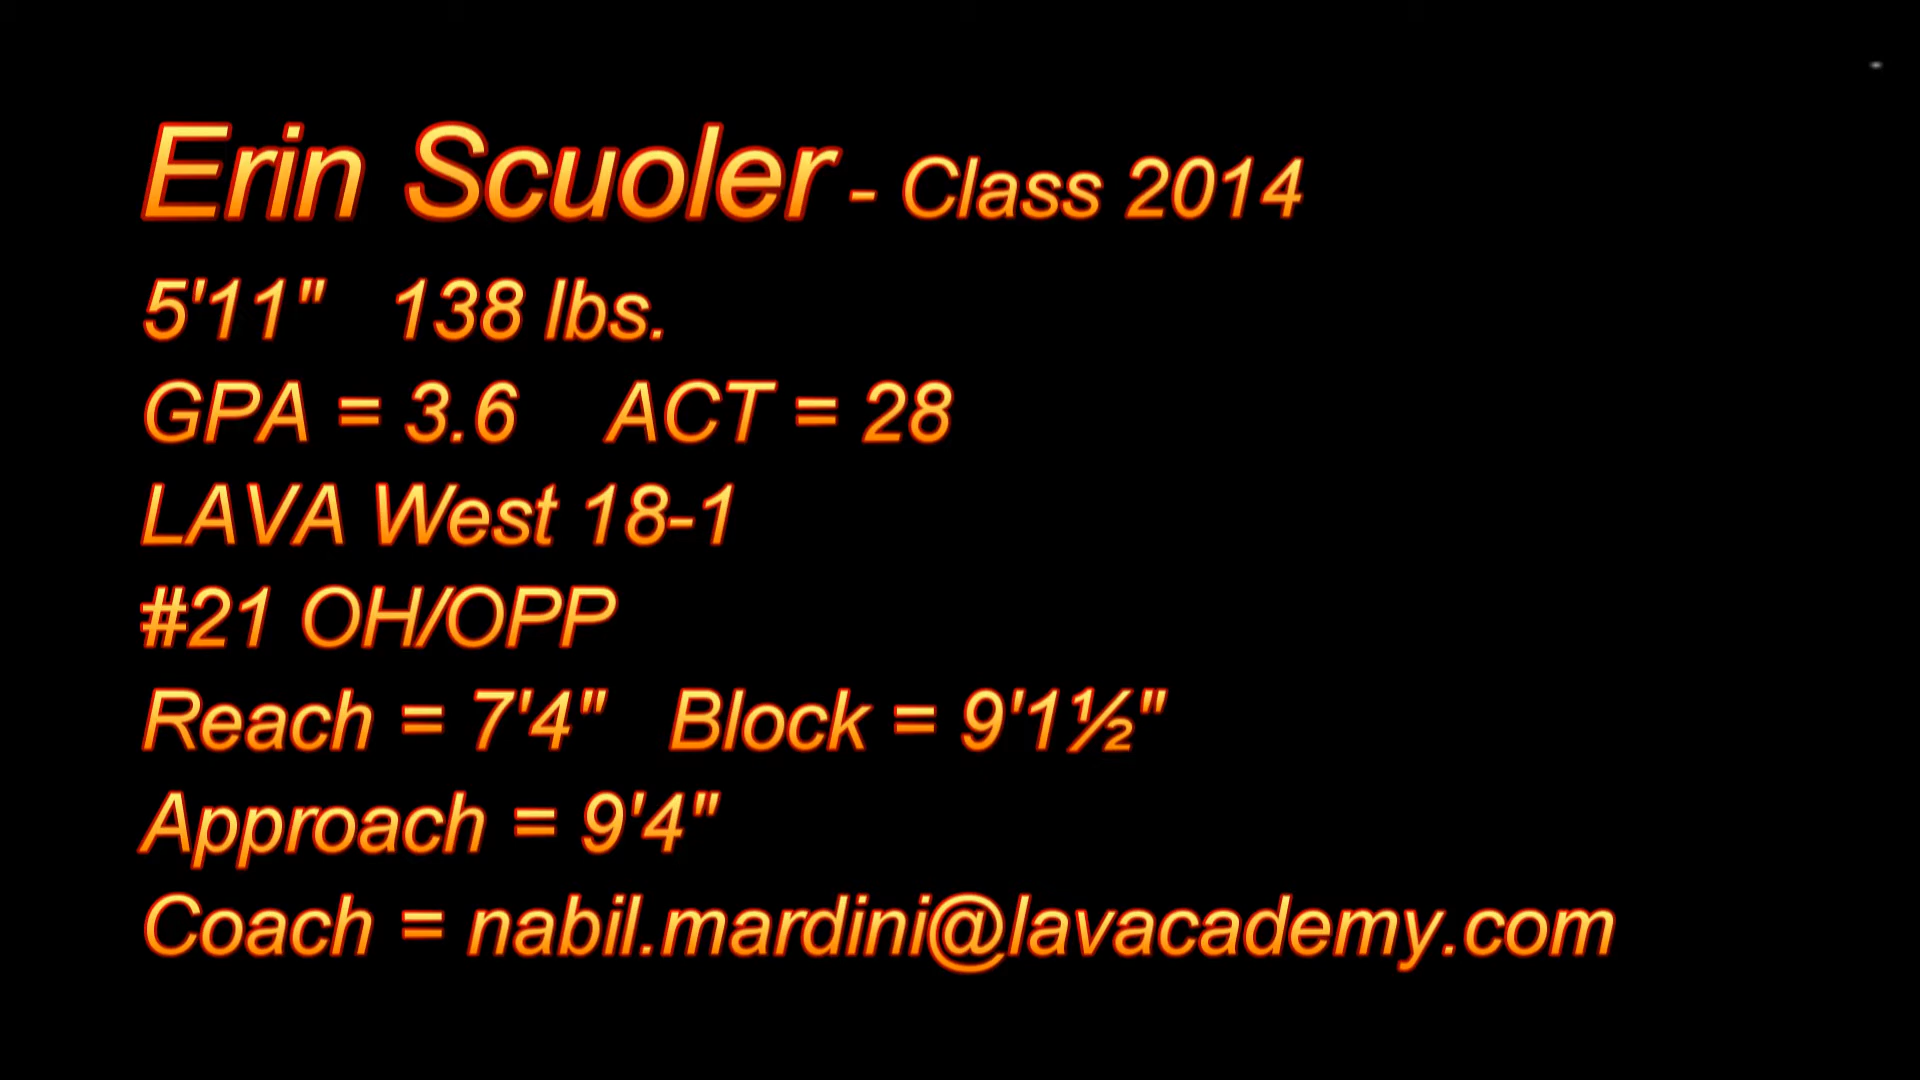 Erin Scuoler - Class 2014
5'11" 138 lbs.
GPA = 3.6 ACT = 28
LAVA West 18-1
#21 OH/OPP
Reach = 7'4" Block = 9'1½"
Approach = 9'4"
Coach = nabil.mardini@lavacademy.com